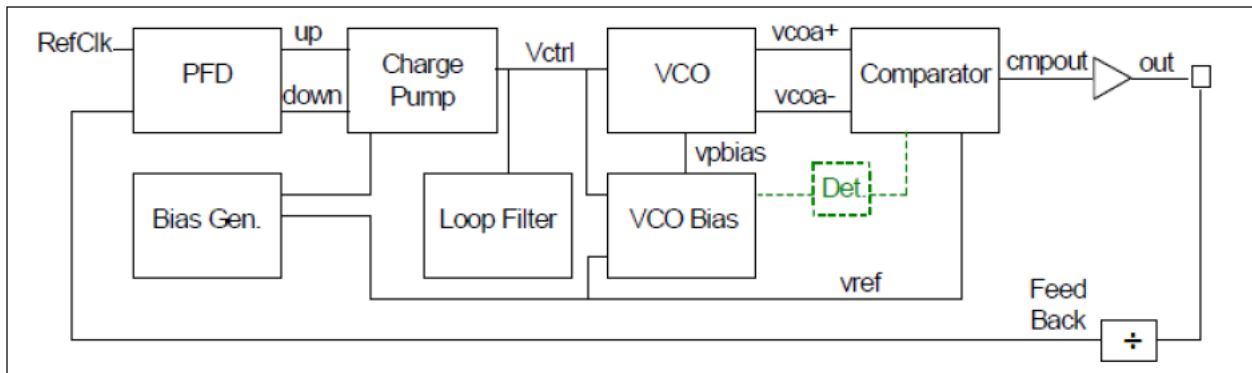 RefClk
PFD
up
down
Charge
Pump
Vctrl
VCO
vcoa+
vcoa-
Comparator
cmpout
out
vpbias
Det.
Bias Gen.
Loop Filter
VCO Bias
vref
Feed
Back
÷